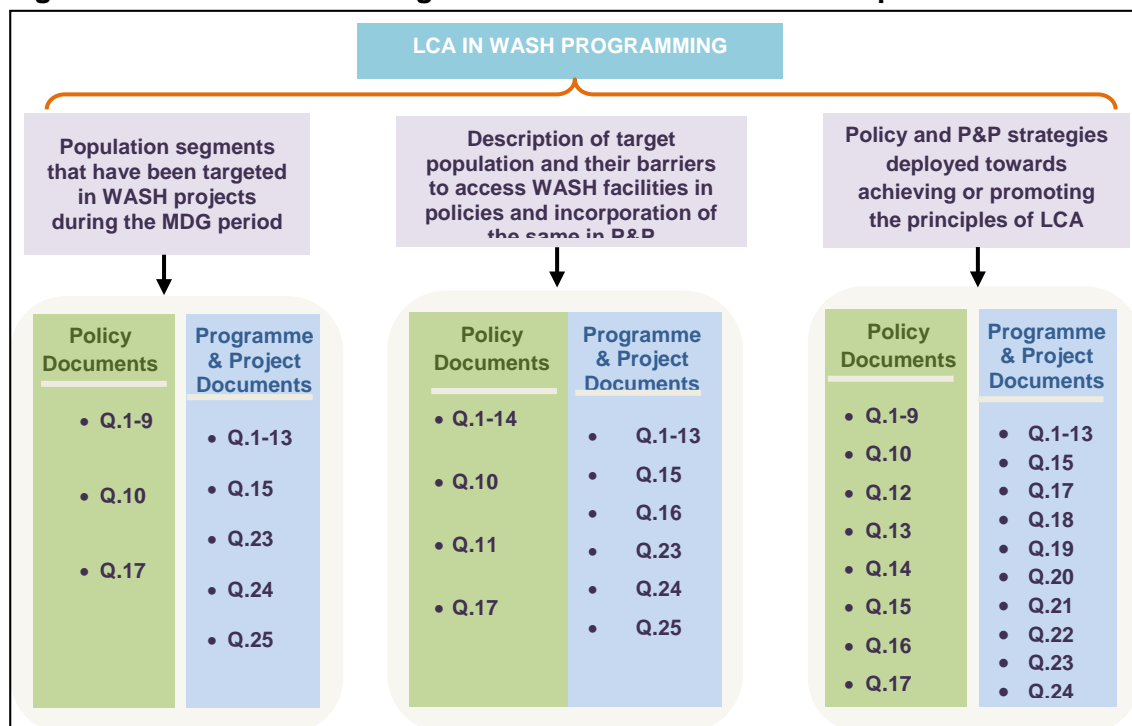 LCA IN WASH PROGRAMMING
Population segments
that have been targeted
in WASH projects
during the MDG period
Description of target
population and their barriers
to access WASH facilities in
policies and incorporation of
the same in P&P
Policy and P&P strategies
deployed towards
achieving or promoting
the principles of LCA
Policy
Documents
• Q.1-9
• Q.10
• Q.17
Programme
& Project
Documents
• Q.1-13
• Q.15
• Q.23
• Q.24
• Q.25
Policy
Documents
• Q.1-14
• Q.10
• Q.11
• Q.17
Programme
& Project
Documents
• Q.1-13
• Q.15
• Q.16
• Q.23
• Q.24
• Q.25
Policy
Documents
• Q.1-9
• Q.10
• Q.12
• Q.13
• Q.14
• Q.15
• Q.16
• Q.17
Programme
& Project
Documents
• Q.1-13
• Q.15
• Q.17
• Q.18
• Q.19
• Q.20
• Q.21
• Q.22
• Q.23
• Q.24